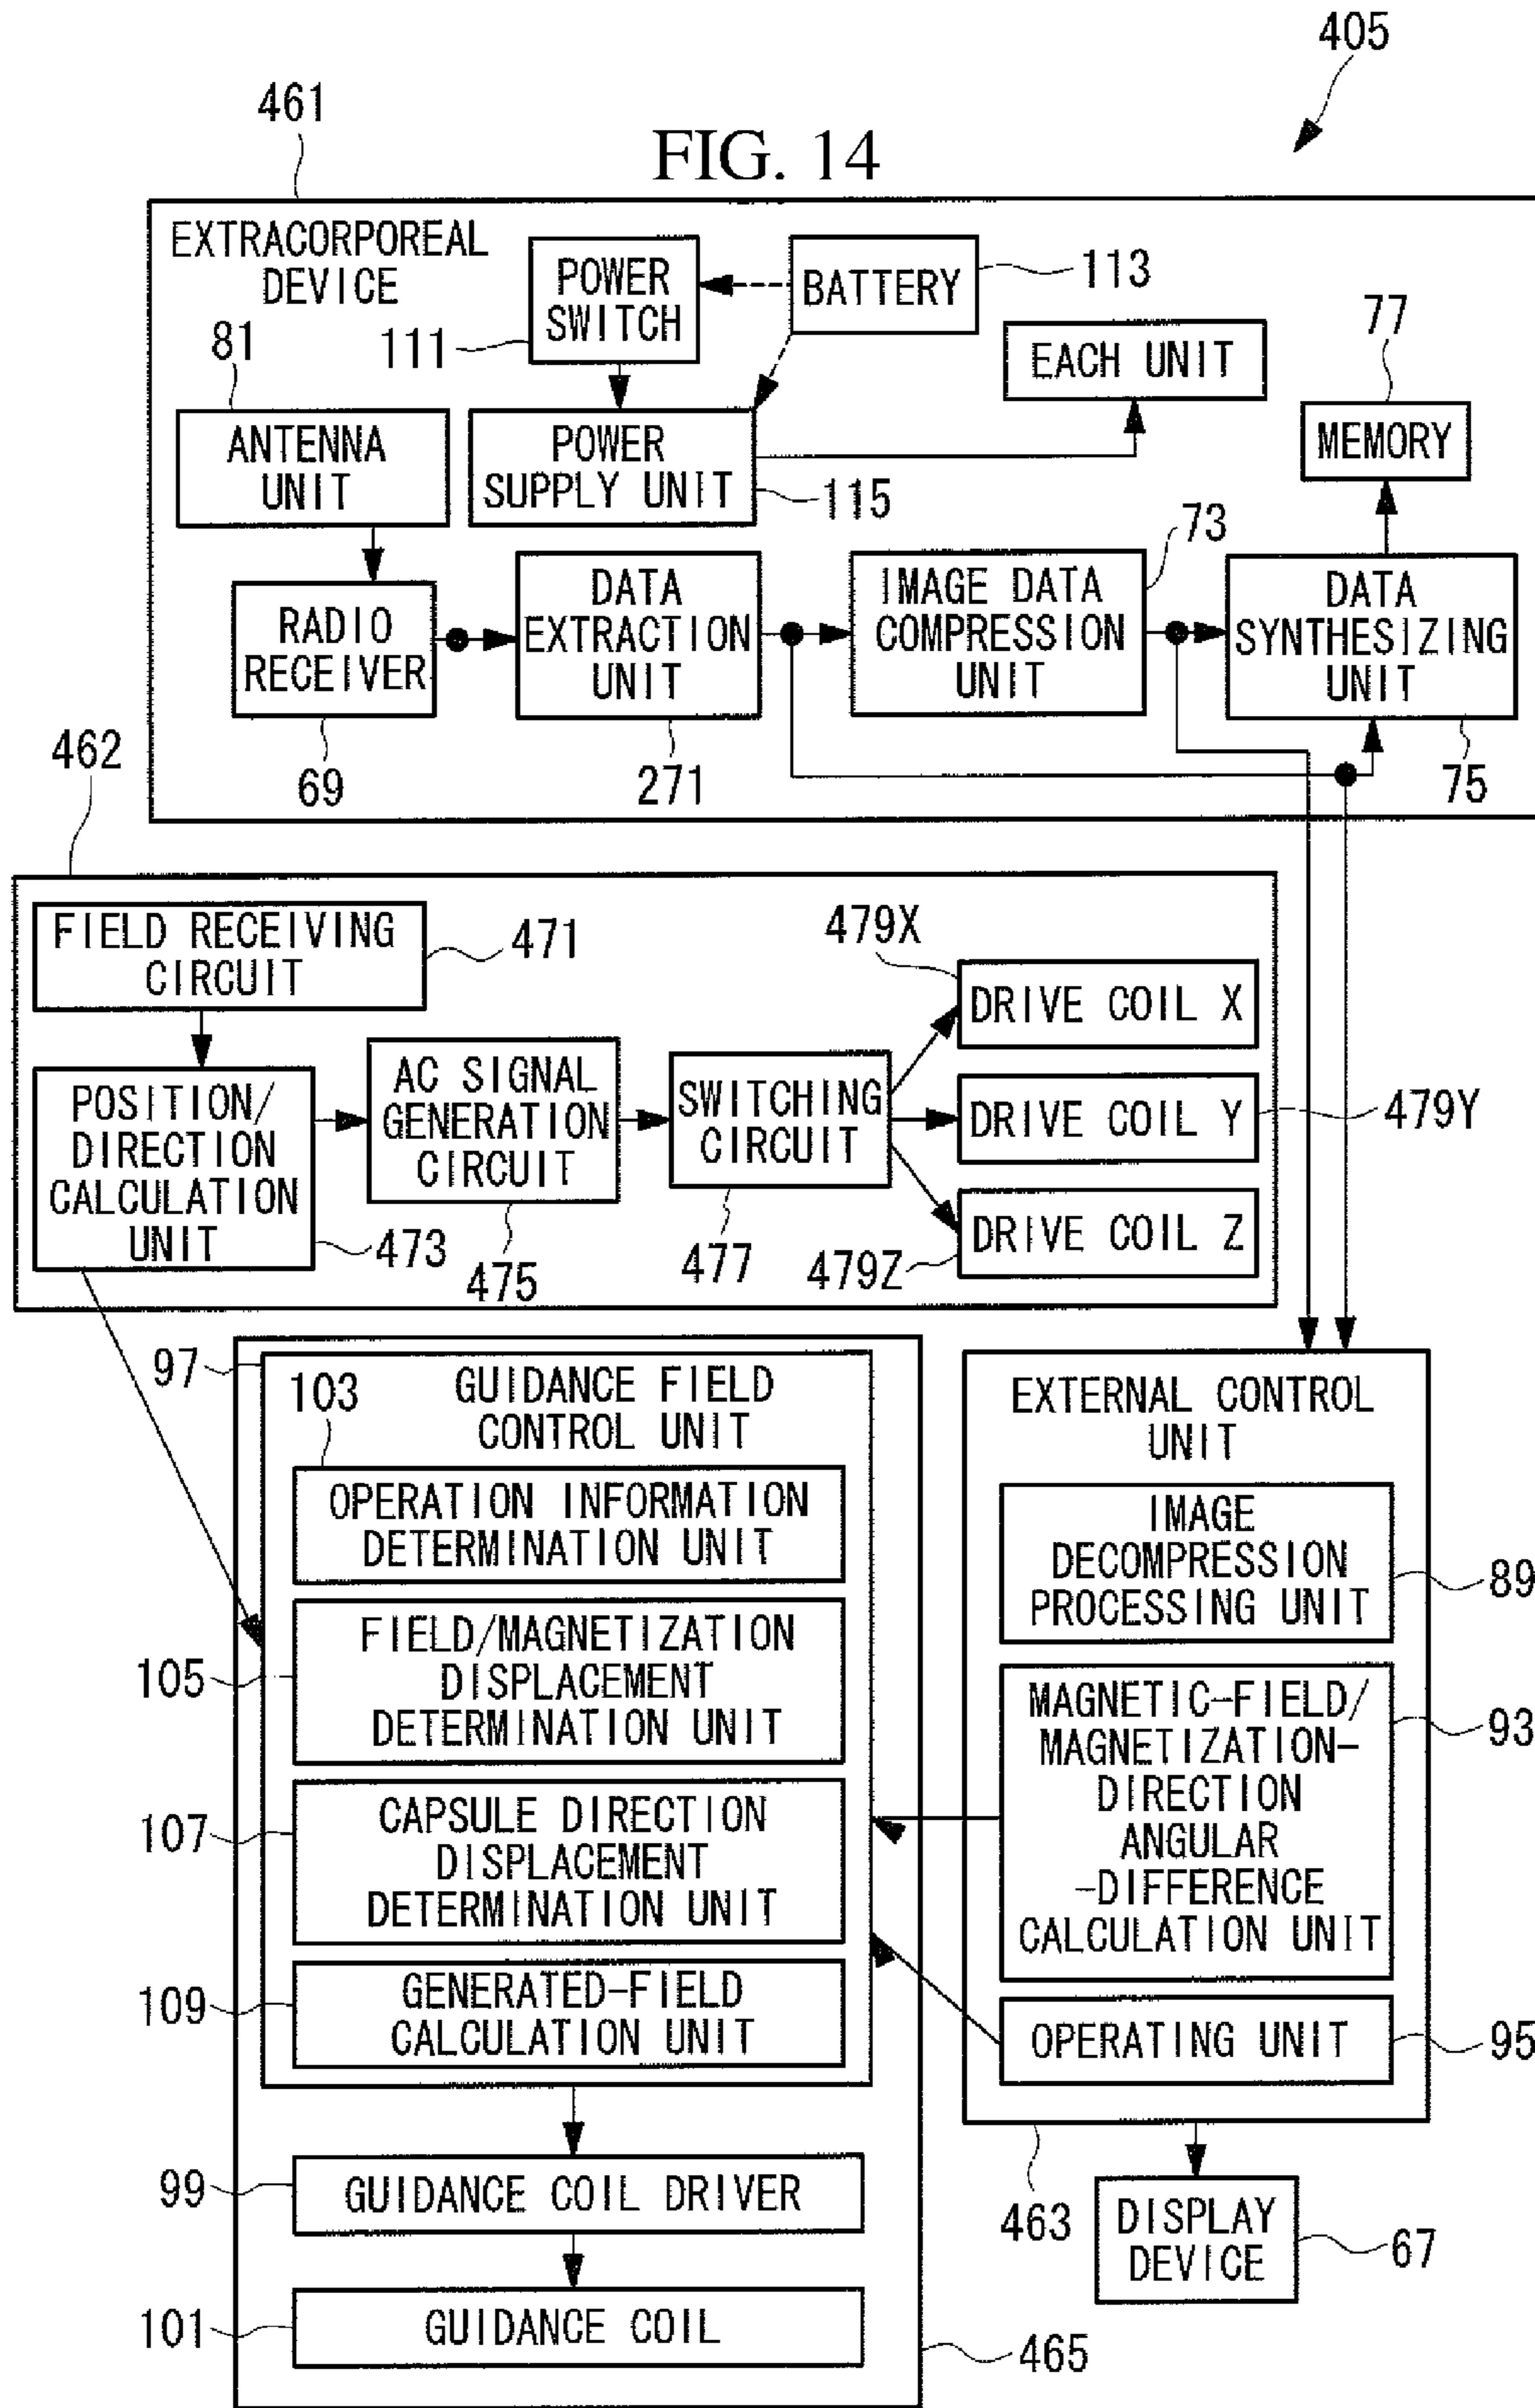 405
461
FIG. 14
EXTRACORPOREAL
DEVICE
POWER
SWITCH
BATTERY
113
111
81
EACH UNIT
77
ANTENNA
UNIT
POWER
SUPPLY UNIT
115
MEMORY
73
RADIO
RECEIVER
DATA
EXTRACTION
UNIT
IMAGE DATA
COMPRESSION
UNIT
DATA
SYNTHESIZING
UNIT
462
69
271
75
FIELD RECEIVING
CIRCUIT
471
479X
DRIVE COIL X
POSITION/
DIRECTION
CALCULATION
UNIT
AC SIGNAL
GENERATION
CIRCUIT
SWITCHING
CIRCUIT
DRIVE COIL Y
479Y
DRIVE COIL Z
473
475
477
479Z
97
103
GUIDANCE FIELD
CONTROL UNIT
OPERATION INFORMATION
DETERMINATION UNIT
105
FIELD/MAGNETIZATION
DISPLACEMENT
DETERMINATION UNIT
107
CAPSULE DIRECTION
DISPLACEMENT
DETERMINATION UNIT
109
GENERATED-FIELD
CALCULATION UNIT
99
GUIDANCE COIL DRIVER
101
GUIDANCE COIL
465
EXTERNAL CONTROL
UNIT
IMAGE
DECOMPRESSION
PROCESSING UNIT
89
MAGNETIC-FIELD/
MAGNETIZATION-
DIRECTION
ANGULAR
-DIFFERENCE
CALCULATION UNIT
93
OPERATING UNIT
95
463
DISPLAY
DEVICE
67